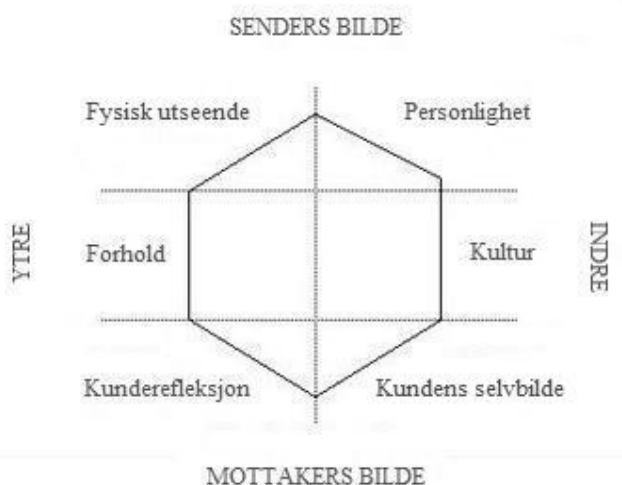 SENDERS BILDE
Fysisk utseende
Personlighet
YTRE
Forhold
Kultur
INDRE
Kunderefleksjon
Kundens selvbilde
MOTTAKERS BILDE